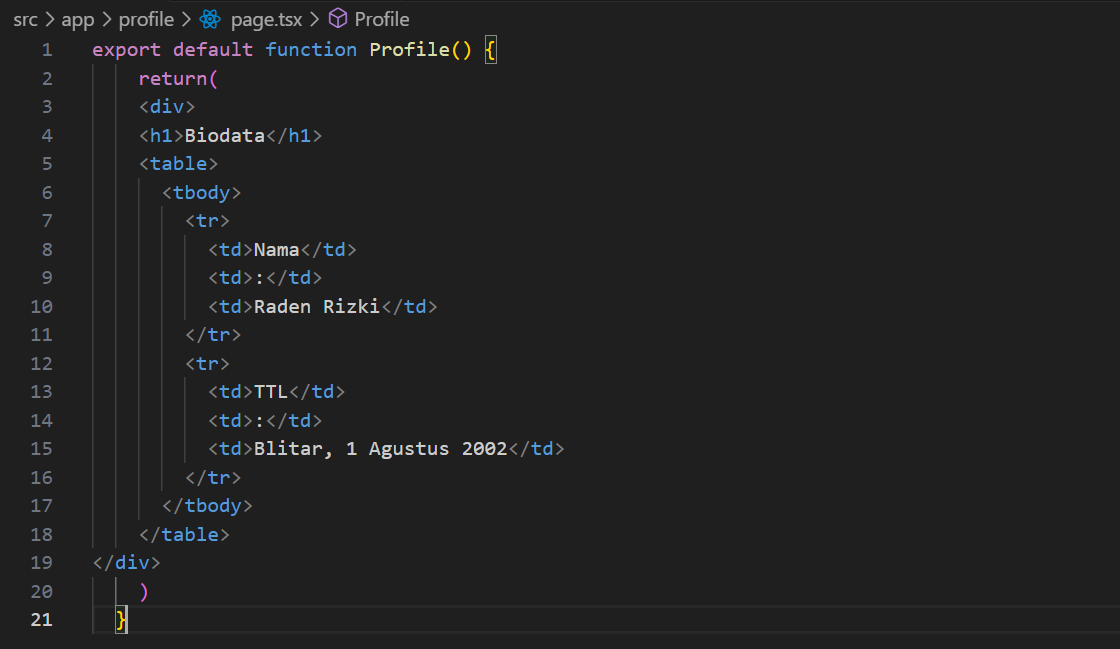 src > app > profile > page.tsx > Profile
1 export default function Profile() {
2     return(
3     <div>
4     <h1>Biodata</h1>
5     <table>
6       <tbody>
7         <tr>
8           <td>Nama</td>
9           <td>:</td>
10           <td>Raden Rizki</td>
11         </tr>
12         <tr>
13           <td>TTL</td>
14           <td>:</td>
15           <td>Blitar, 1 Agustus 2002</td>
16         </tr>
17       </tbody>
18     </table>
19 </div>
20     )
21   }